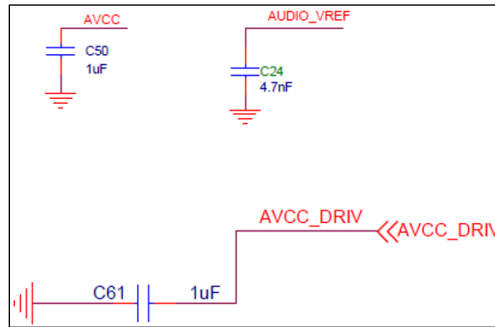 AVCC
AUDIO_VREF
C50
1uF
C24
4.7nF
AVCC_DRIV
AVCC_DRIV
C61
1uF